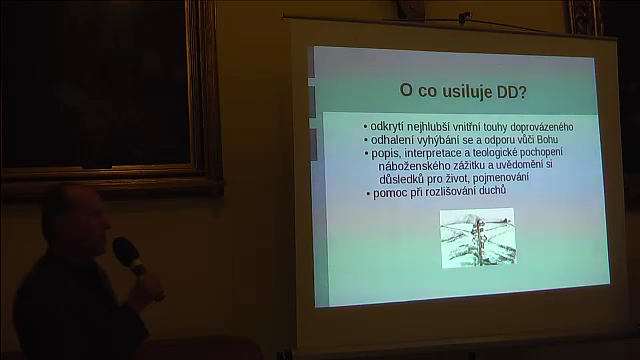 O co usiluje DD?
• odkrytí nejhlubší vnitřní touhy doprovázeného
• odhalení vyhýbání se a odporu vůči Bohu
• popis, interpretace a teologické pochopení
náboženského zážitku a uvědomění si
důsledků pro život, pojmenování
• pomoc při rozlišování duchů